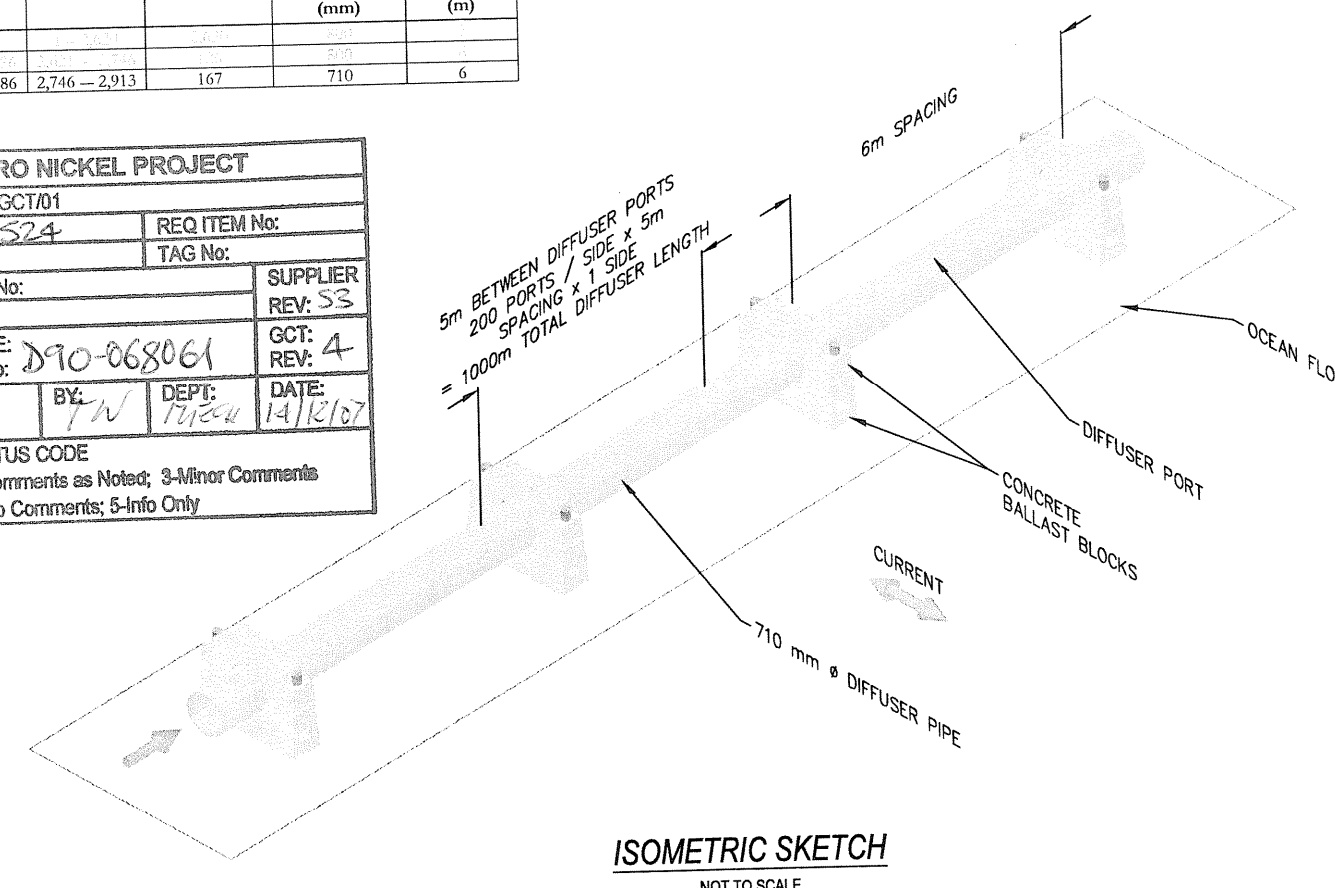 (mm) (m)
800
800
86 2,746 — 2,913 167 710 6
RO NICKEL PROJECT
GCT/01
524 REQ ITEM No:
TAG No:
No: SUPPLIER
REV: S3
E: GCT:
o: D90-068061 REV: 4
BY: DEPT: DATE:
TW MECH 14/12/07
TUS CODE
omments as Noted; 3-Minor Comments
o Comments; 5-Info Only
5m BETWEEN DIFFUSER PORTS
200 PORTS / SIDE x 5m
SPACING x 1 SIDE
= 1000m TOTAL DIFFUSER LENGTH
6m SPACING
OCEAN FLO
DIFFUSER PORT
CONCRETE
BALLAST BLOCKS
CURRENT
710 mm ø DIFFUSER PIPE
ISOMETRIC SKETCH
NOT TO SCALE